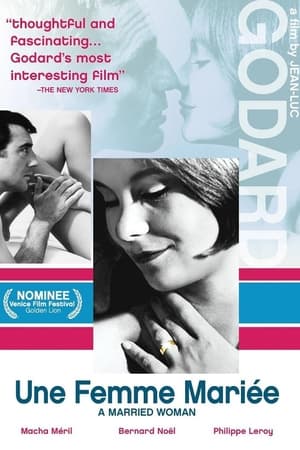 "thoughtful and
fascinating...
Godard's most
interesting film"
–THE NEW YORK TIMES
a film by JEAN-LUC
GODARD
NOMINEE
Venice Film Festival
Golden Lion
Une Femme Mariée
A MARRIED WOMAN
Macha Méril Bernard Noël Philippe Leroy